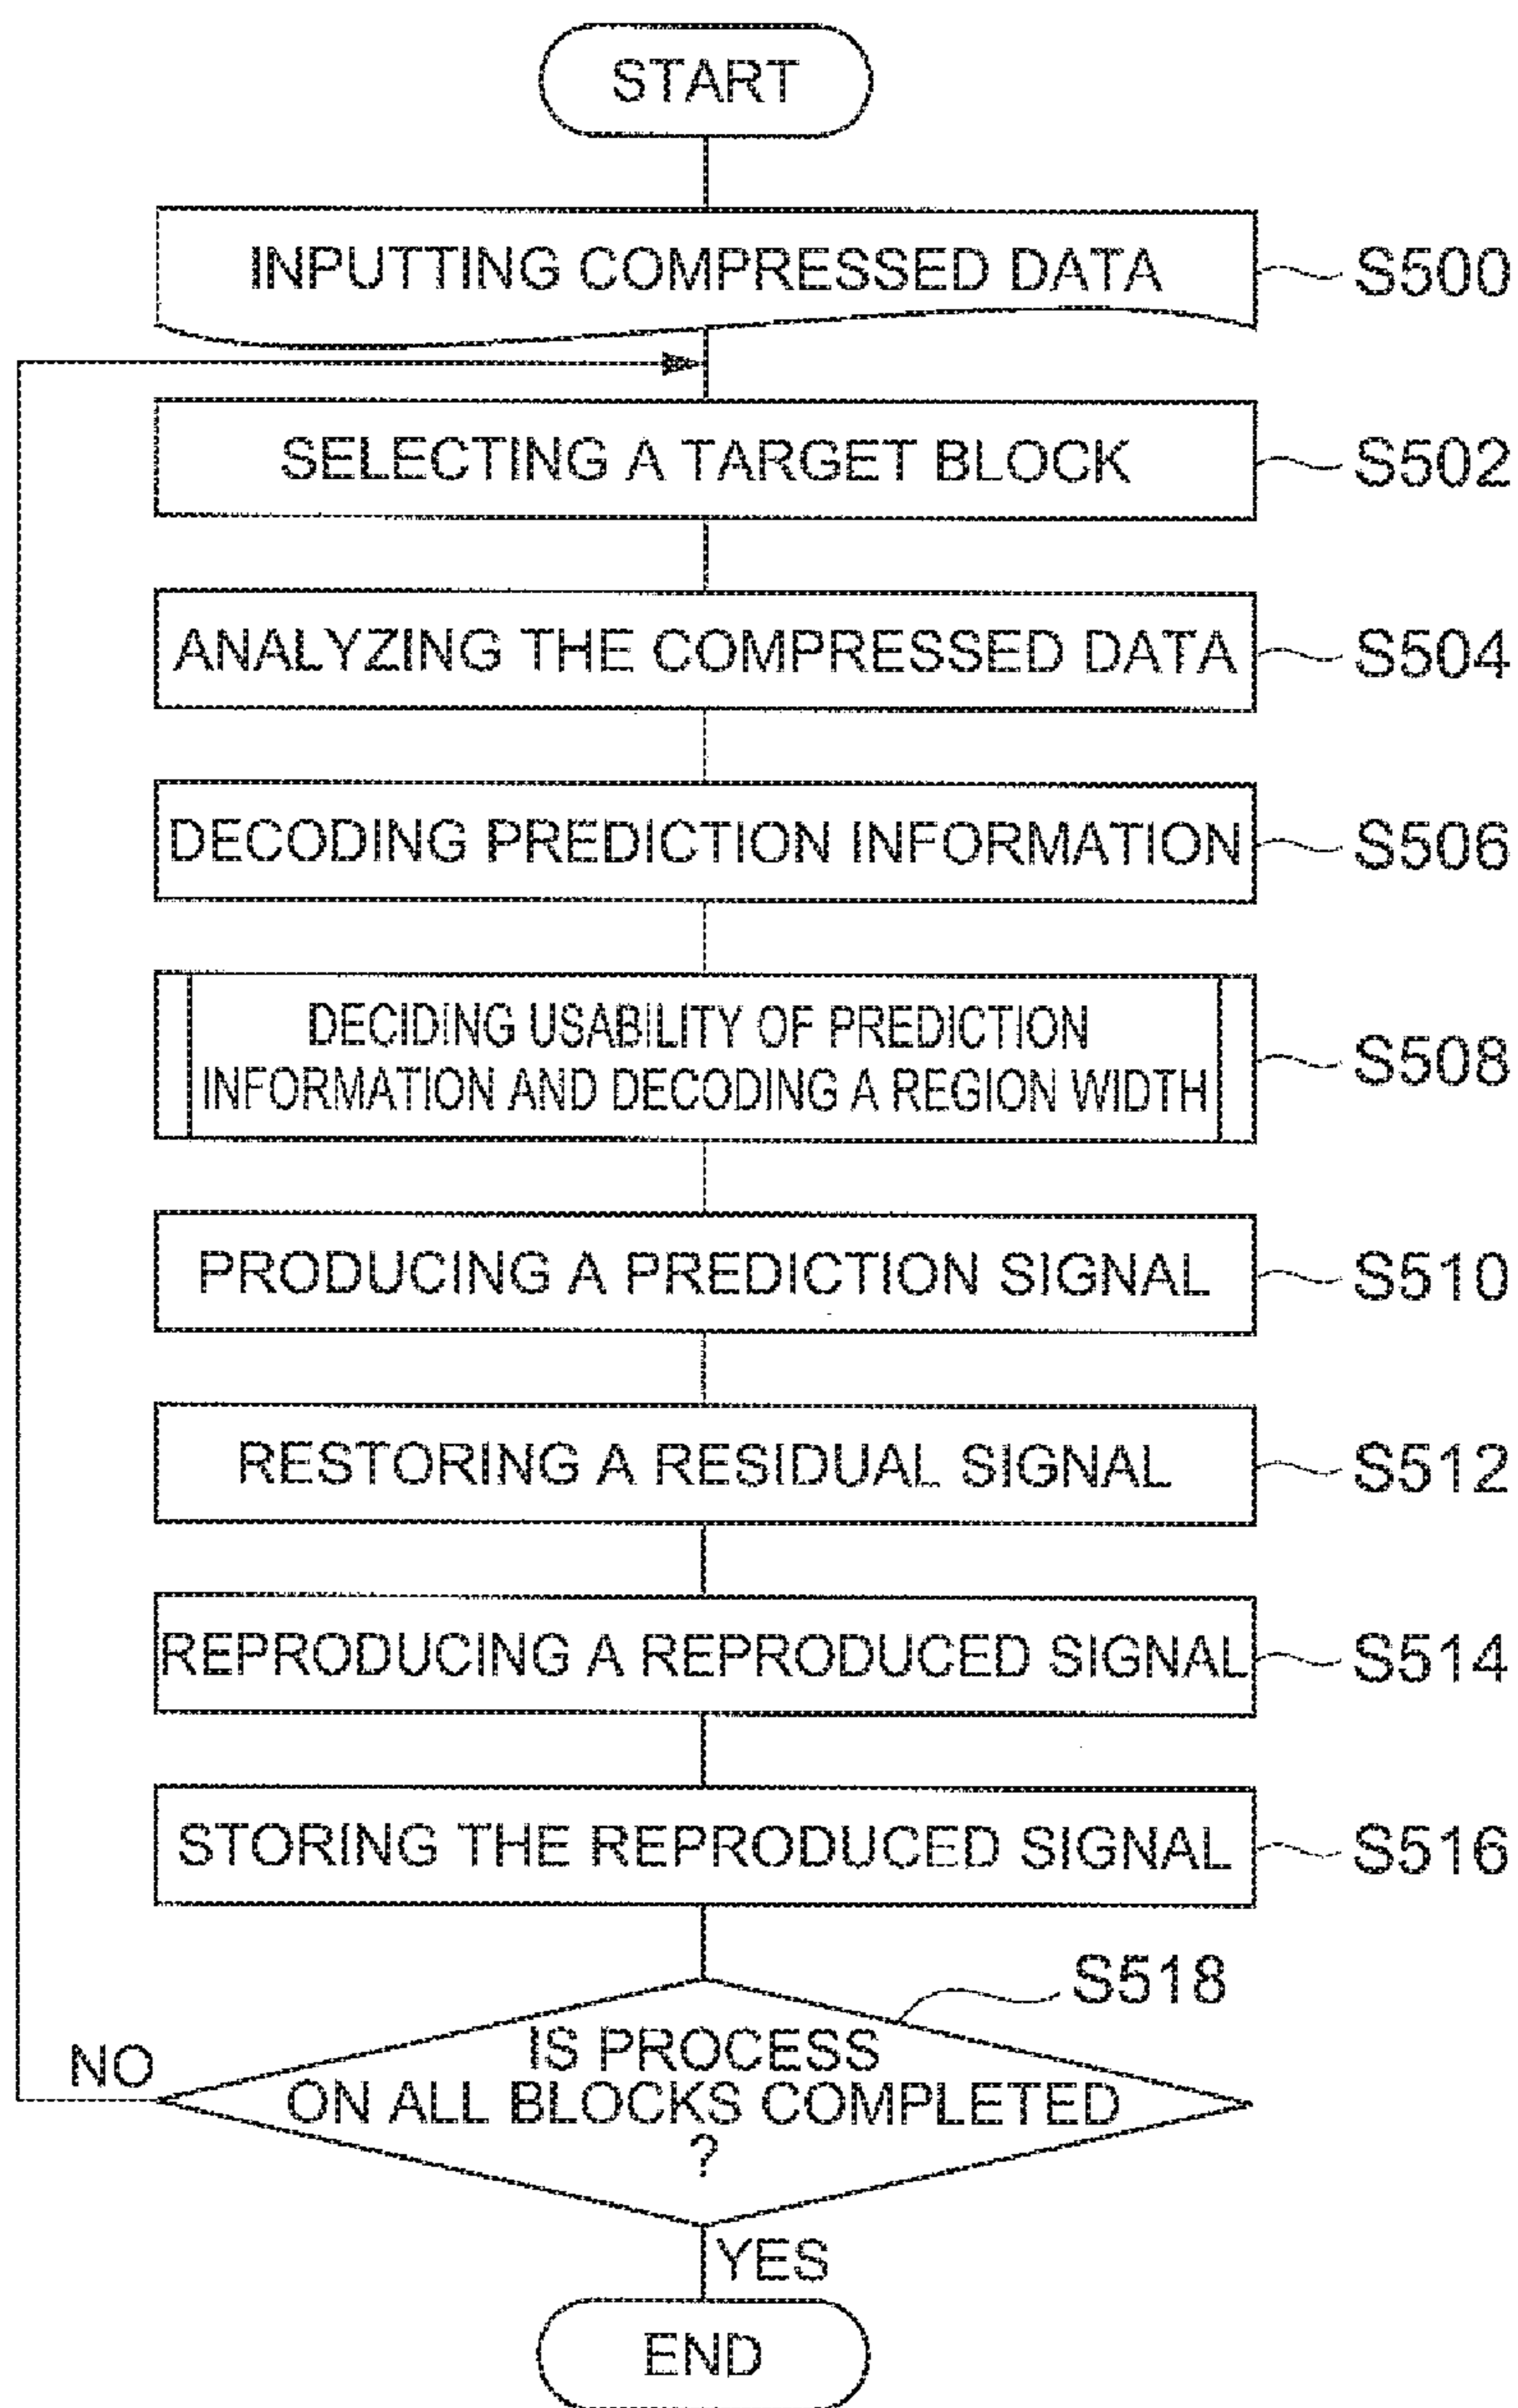 START
INPUTTING COMPRESSED DATA
S500
SELECTING A TARGET BLOCK
S502
ANALYZING THE COMPRESSED DATA
S504
DECODING PREDICTION INFORMATION
S506
DECIDING USABILITY OF PREDICTION
INFORMATION AND DECODING A REGION WIDTH
S508
PRODUCING A PREDICTION SIGNAL
S510
RESTORING A RESIDUAL SIGNAL
S512
REPRODUCING A REPRODUCED SIGNAL
S514
STORING THE REPRODUCED SIGNAL
S516
S518
IS PROCESS
ON ALL BLOCKS COMPLETED
?
NO
YES
END